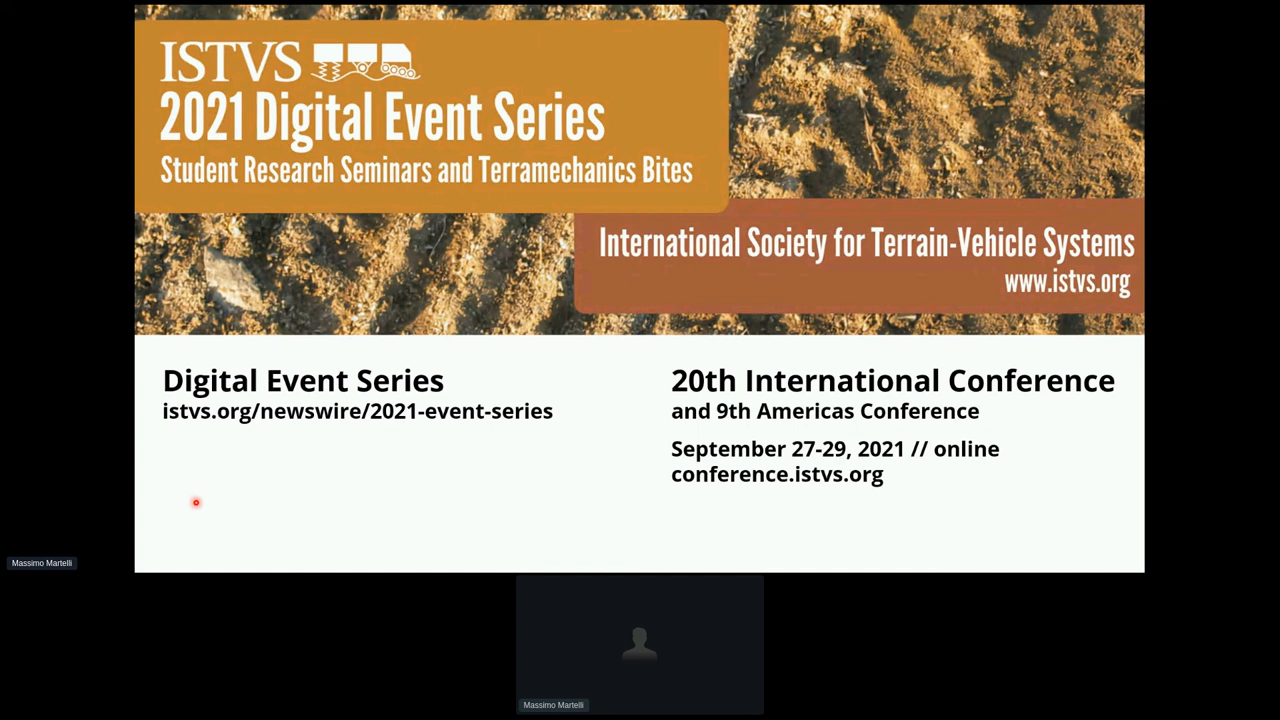 ISTVS
2021 Digital Event Series
Student Research Seminars and Terramechanics Bites
International Society for Terrain-Vehicle Systems
www.istvs.org
Digital Event Series
istvs.org/newswire/2021-event-series
20th International Conference
and 9th Americas Conference
September 27-29, 2021 // online
conference.istvs.org
Massimo Martelli
Massimo Martelli